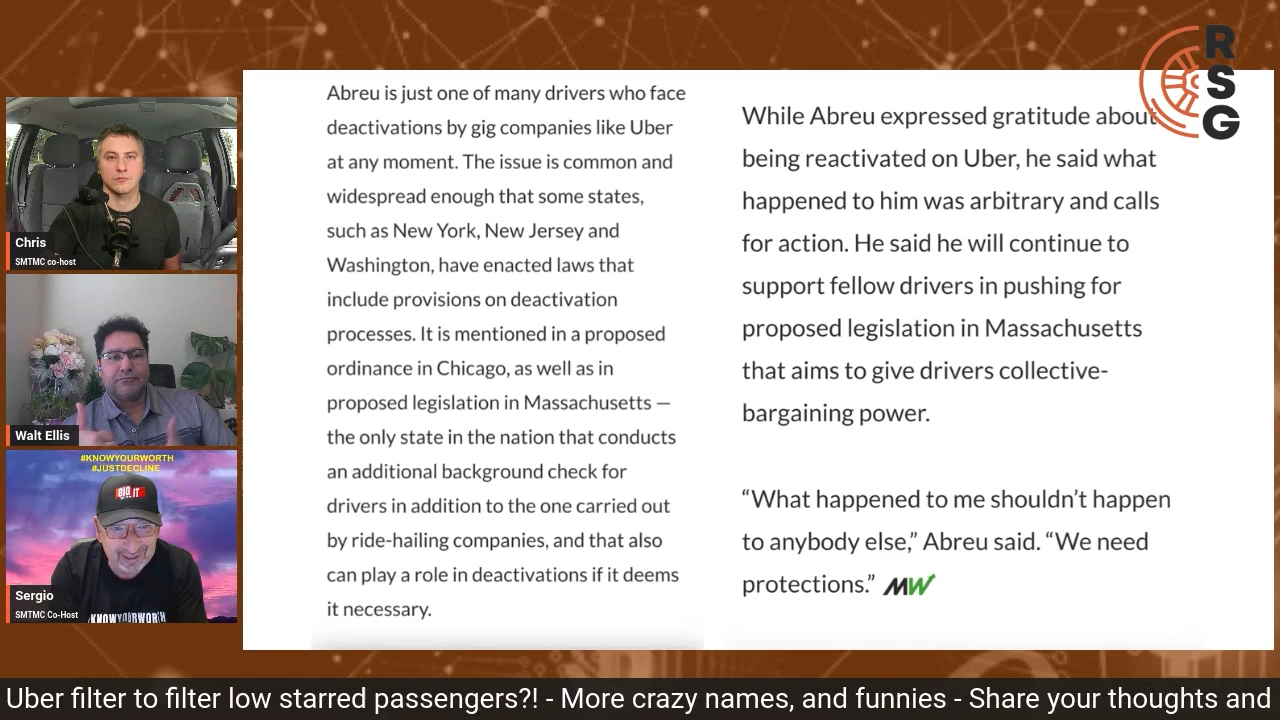 R
S
G
Chris
SMTMC co-host
Walt Ellis
#KNOWYOURWORTH
#JUSTDECLINE
BIG IT
Sergio
SMTMC Co-Host
KNOWYOURWORTH
Abreu is just one of many drivers who face
deactivations by gig companies like Uber
at any moment. The issue is common and
widespread enough that some states,
such as New York, New Jersey and
Washington, have enacted laws that
include provisions on deactivation
processes. It is mentioned in a proposed
ordinance in Chicago, as well as in
proposed legislation in Massachusetts —
the only state in the nation that conducts
an additional background check for
drivers in addition to the one carried out
by ride-hailing companies, and that also
can play a role in deactivations if it deems
it necessary.
While Abreu expressed gratitude about
being reactivated on Uber, he said what
happened to him was arbitrary and calls
for action. He said he will continue to
support fellow drivers in pushing for
proposed legislation in Massachusetts
that aims to give drivers collective-
bargaining power.
“What happened to me shouldn’t happen
to anybody else,” Abreu said. “We need
protections.” MW
Uber filter to filter low starred passengers?! - More crazy names, and funnies - Share your thoughts and